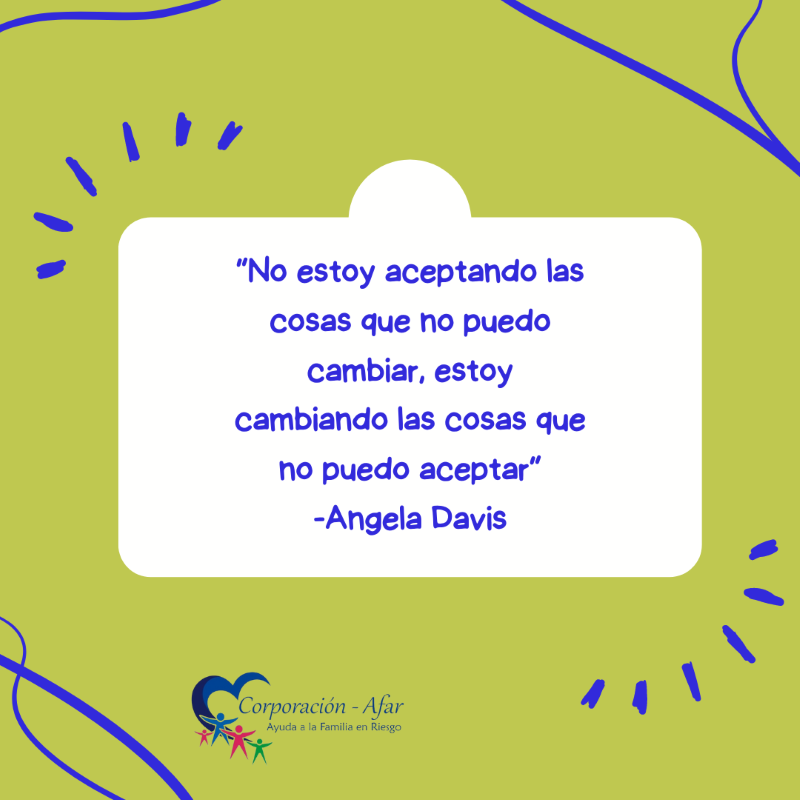 "No estoy aceptando las
cosas que no puedo
cambiar, estoy
cambiando las cosas que
no puedo aceptar"
-Angela Davis
Corporación - Afar
Ayuda a la Familia en Riesgo